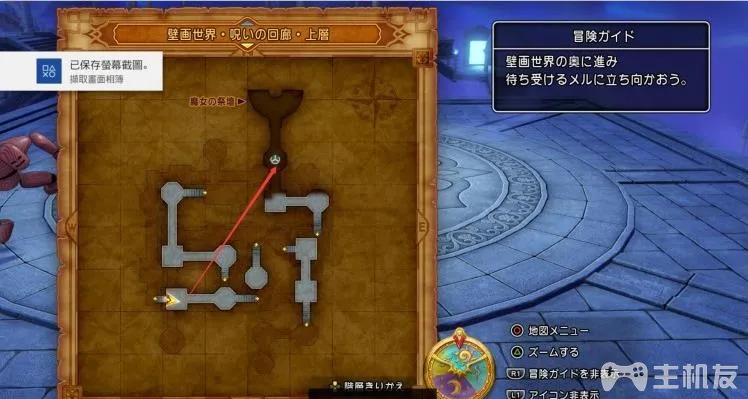 壁画世界・呪いの回廊・上層
已保存螢幕截圖。
擷取畫面相簿
魔女の祭壇
W
E
階層きりかえ
冒険ガイド
壁画世界の奥に進み
待ち受けるメルに立ち向かおう。
地図メニュー
ズームする
R1 冒険ガイドを非表示
L1 アイコン非表示
主机友